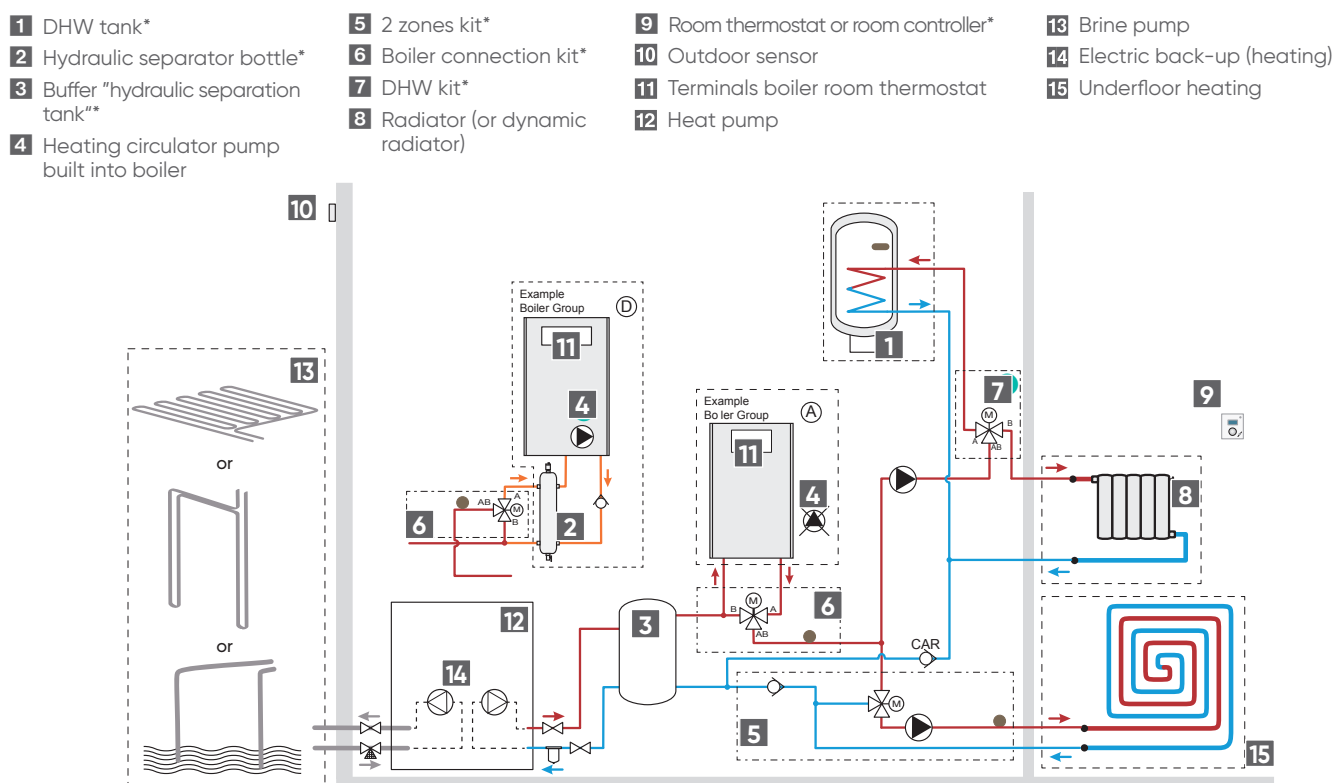 1 DHW tank*
2 Hydraulic separator bottle*
3 Buffer "hydraulic separation
tank"*
4 Heating circulator pump
built into boiler
5 2 zones kit*
6 Boiler connection kit*
7 DHW kit*
8 Radiator (or dynamic
radiator)
9 Room thermostat or room controller*
10 Outdoor sensor
11 Terminals boiler room thermostat
12 Heat pump
13 Brine pump
14 Electric back-up (heating)
15 Underfloor heating
10
Example
Boiler Group
D
11
4
A
AB
M
B
6
2
1
7
M
A
B
AB
9
8
Example
Bo ler Group
A
11
4
13
or
or
12
14
3
M
B
A
AB
6
CAR
M
5
15